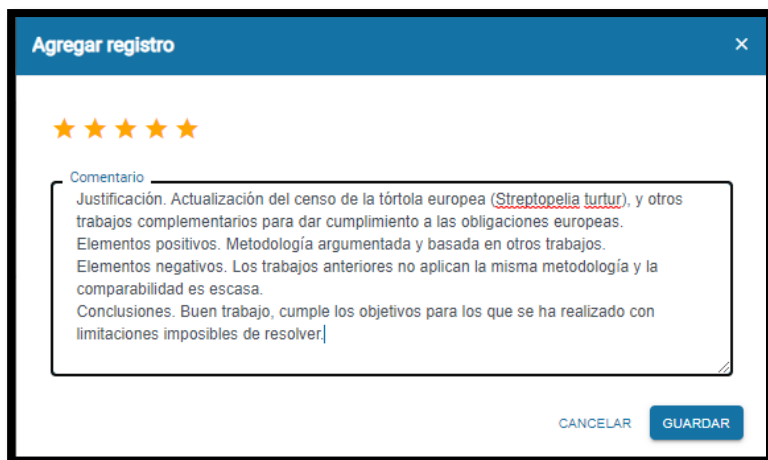 Agregar registro
Comentario
Justificación. Actualización del censo de la tórtola europea (Streptopelia turtur), y otros
trabajos complementarios para dar cumplimiento a las obligaciones europeas.
Elementos positivos. Metodología argumentada y basada en otros trabajos.
Elementos negativos. Los trabajos anteriores no aplican la misma metodología y la
comparabilidad es escasa.
Conclusiones. Buen trabajo, cumple los objetivos para los que se ha realizado con
limitaciones imposibles de resolver.
CANCELAR
GUARDAR